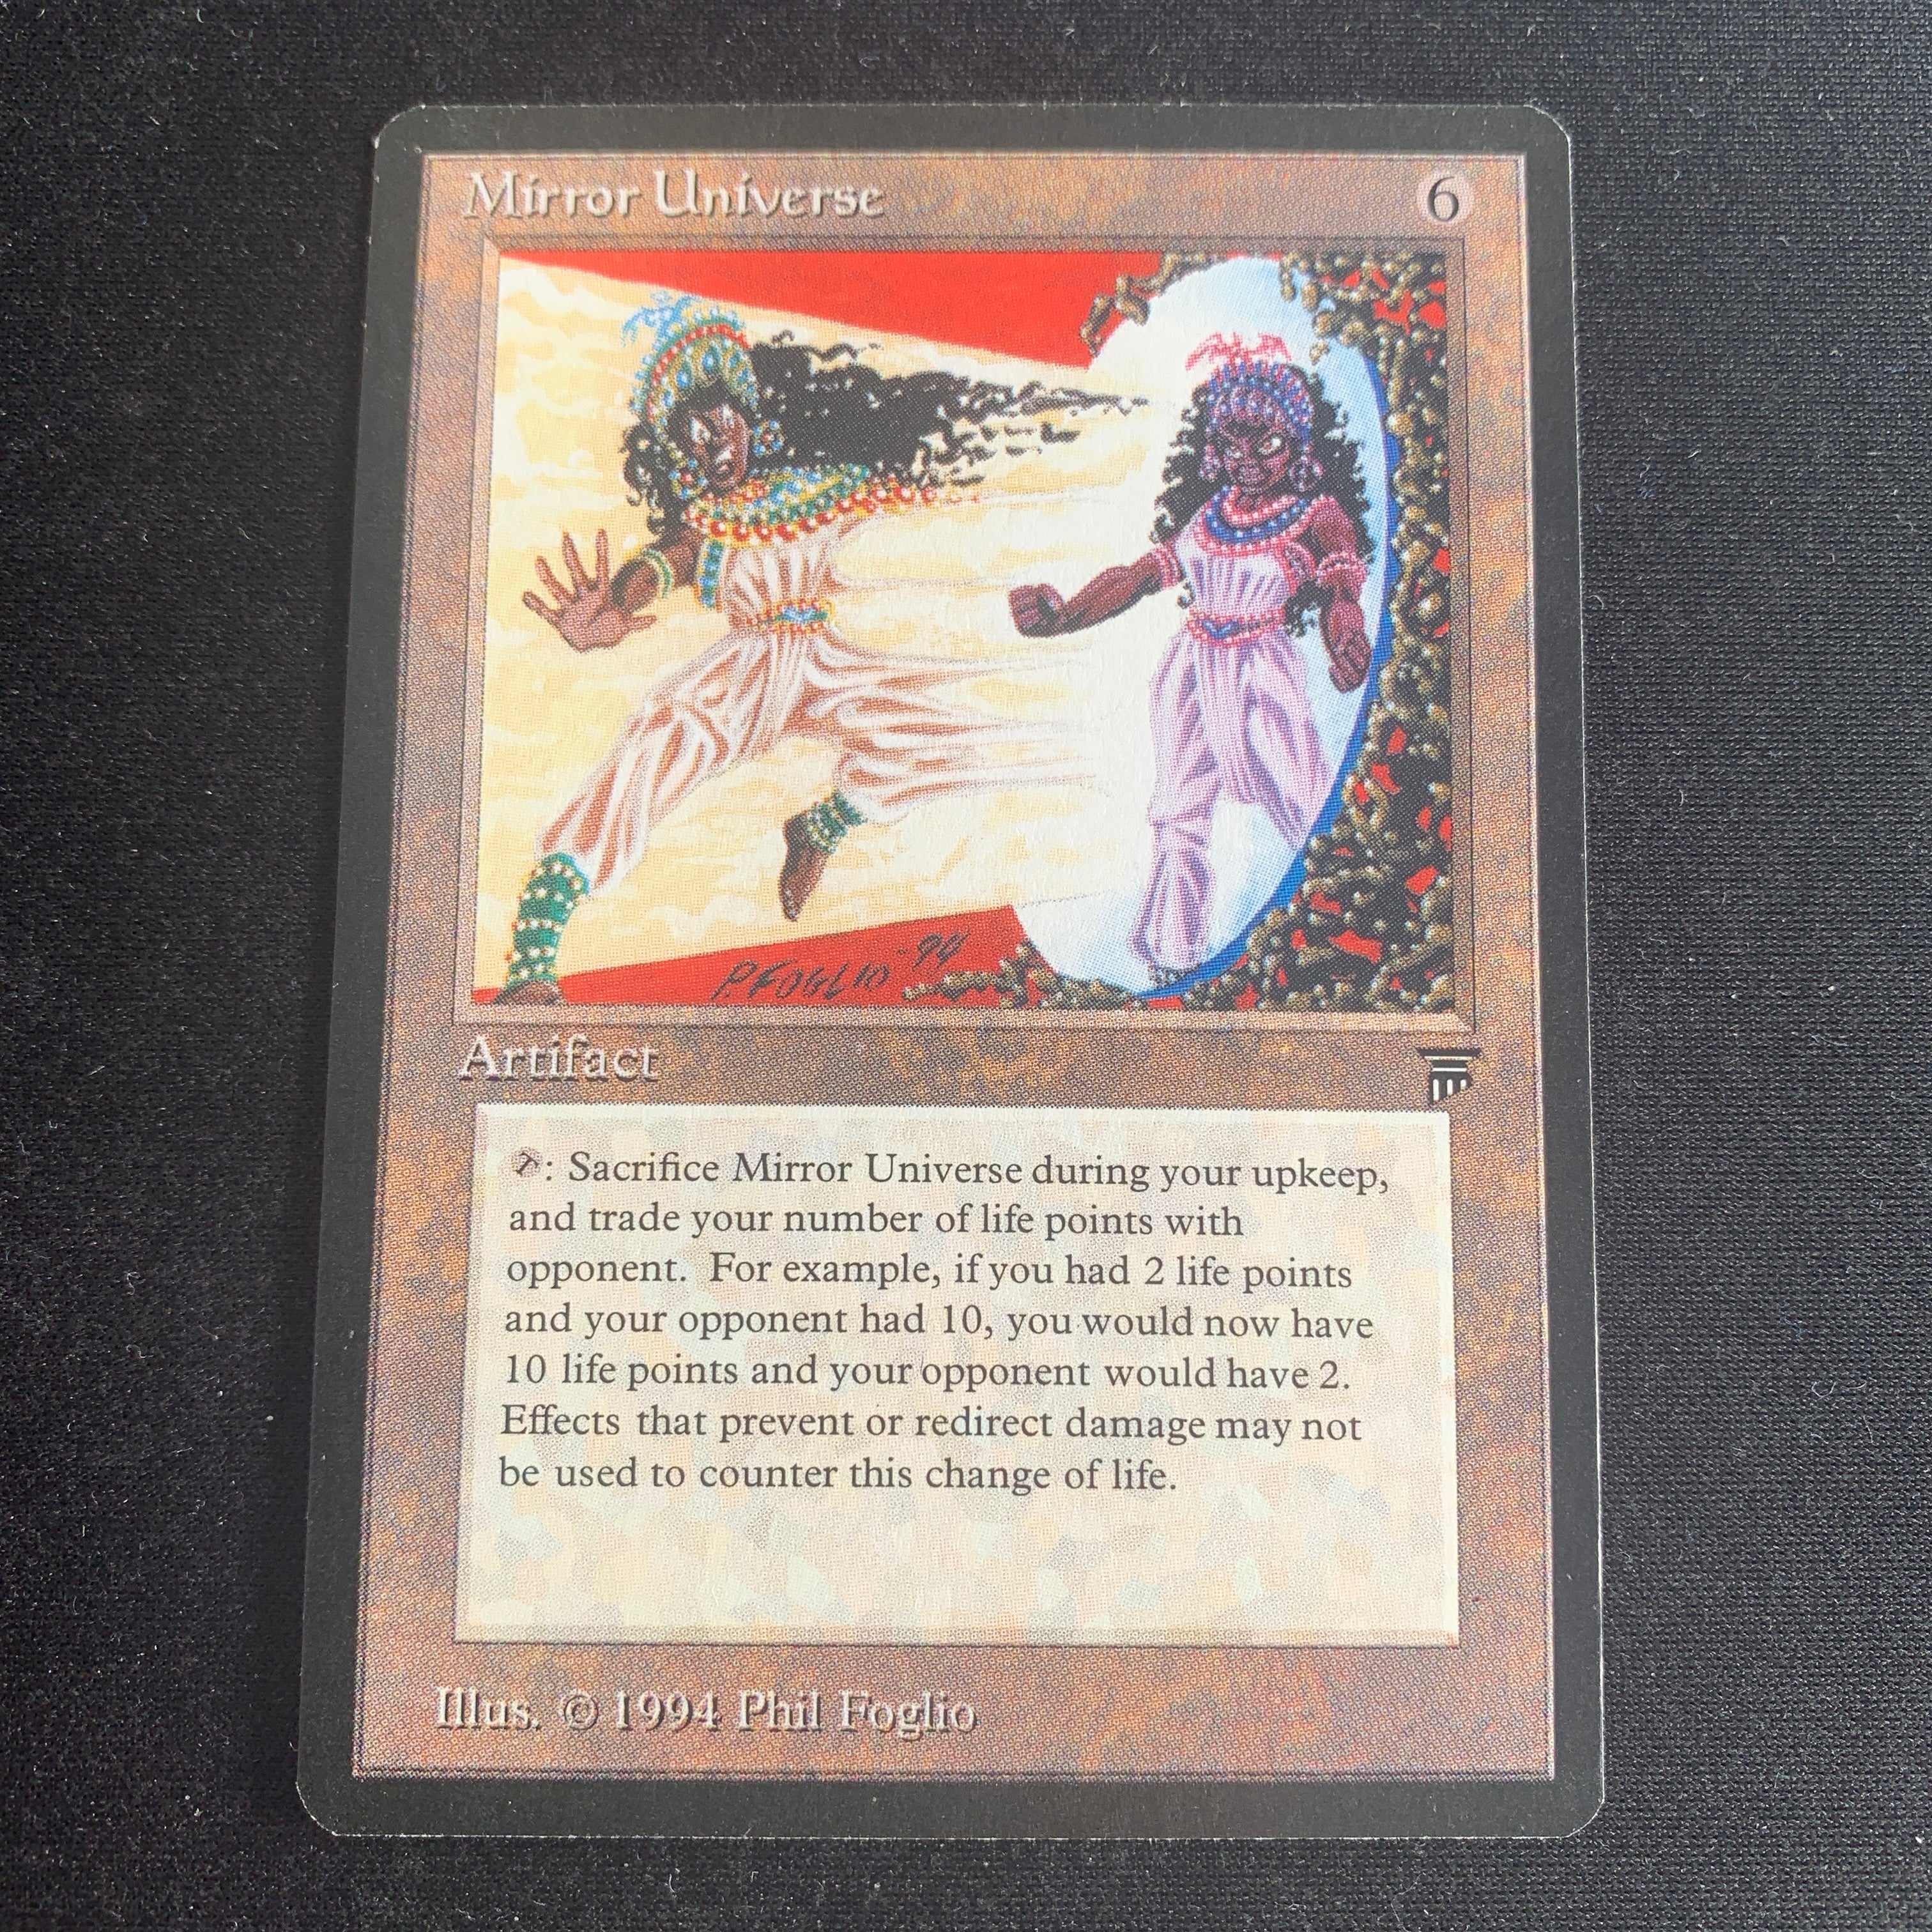 Mirror Universe 6
P. FOGLIO -94
Artifact
T: Sacrifice Mirror Universe during your upkeep,
and trade your number of life points with
opponent. For example, if you had 2 life points
and your opponent had 10, you would now have
10 life points and your opponent would have 2.
Effects that prevent or redirect damage may not
be used to counter this change of life.
Illus. © 1994 Phil Foglio